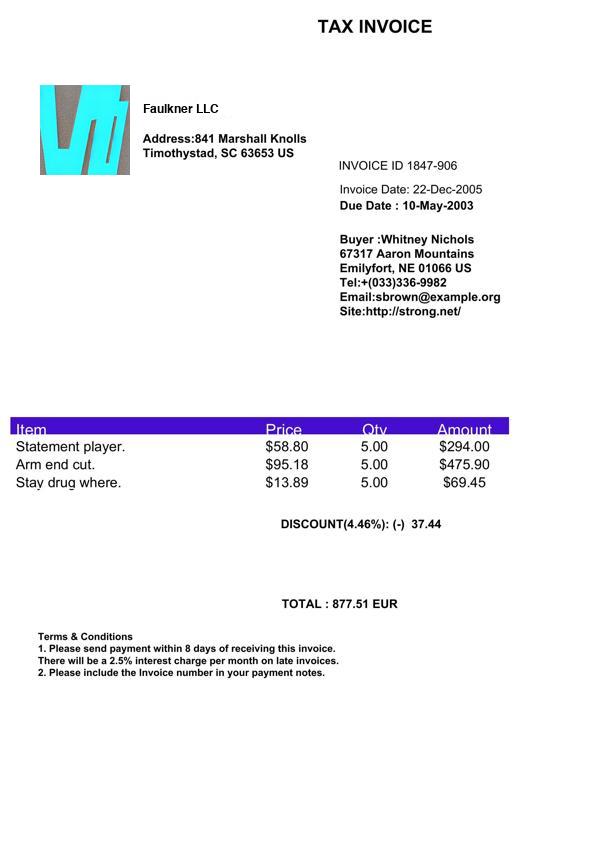 TAX INVOICE
Faulkner LLC
Address:841 Marshall Knolls
Timothystad, SC 63653 US
INVOICE ID 1847-906
Invoice Date: 22-Dec-2005
Due Date : 10-May-2003
Buyer :Whitney Nichols
67317 Aaron Mountains
Emilyfort, NE 01066 US
Tel:+(033)336-9982
Email:sbrown@example.org
Site:http://strong.net/
Item Price Qty Amount
Statement player. $58.80 5.00 $294.00
Arm end cut. $95.18 5.00 $475.90
Stay drug where. $13.89 5.00 $69.45
DISCOUNT(4.46%): (-) 37.44
TOTAL : 877.51 EUR
Terms & Conditions
1. Please send payment within 8 days of receiving this invoice.
There will be a 2.5% interest charge per month on late invoices.
2. Please include the Invoice number in your payment notes.